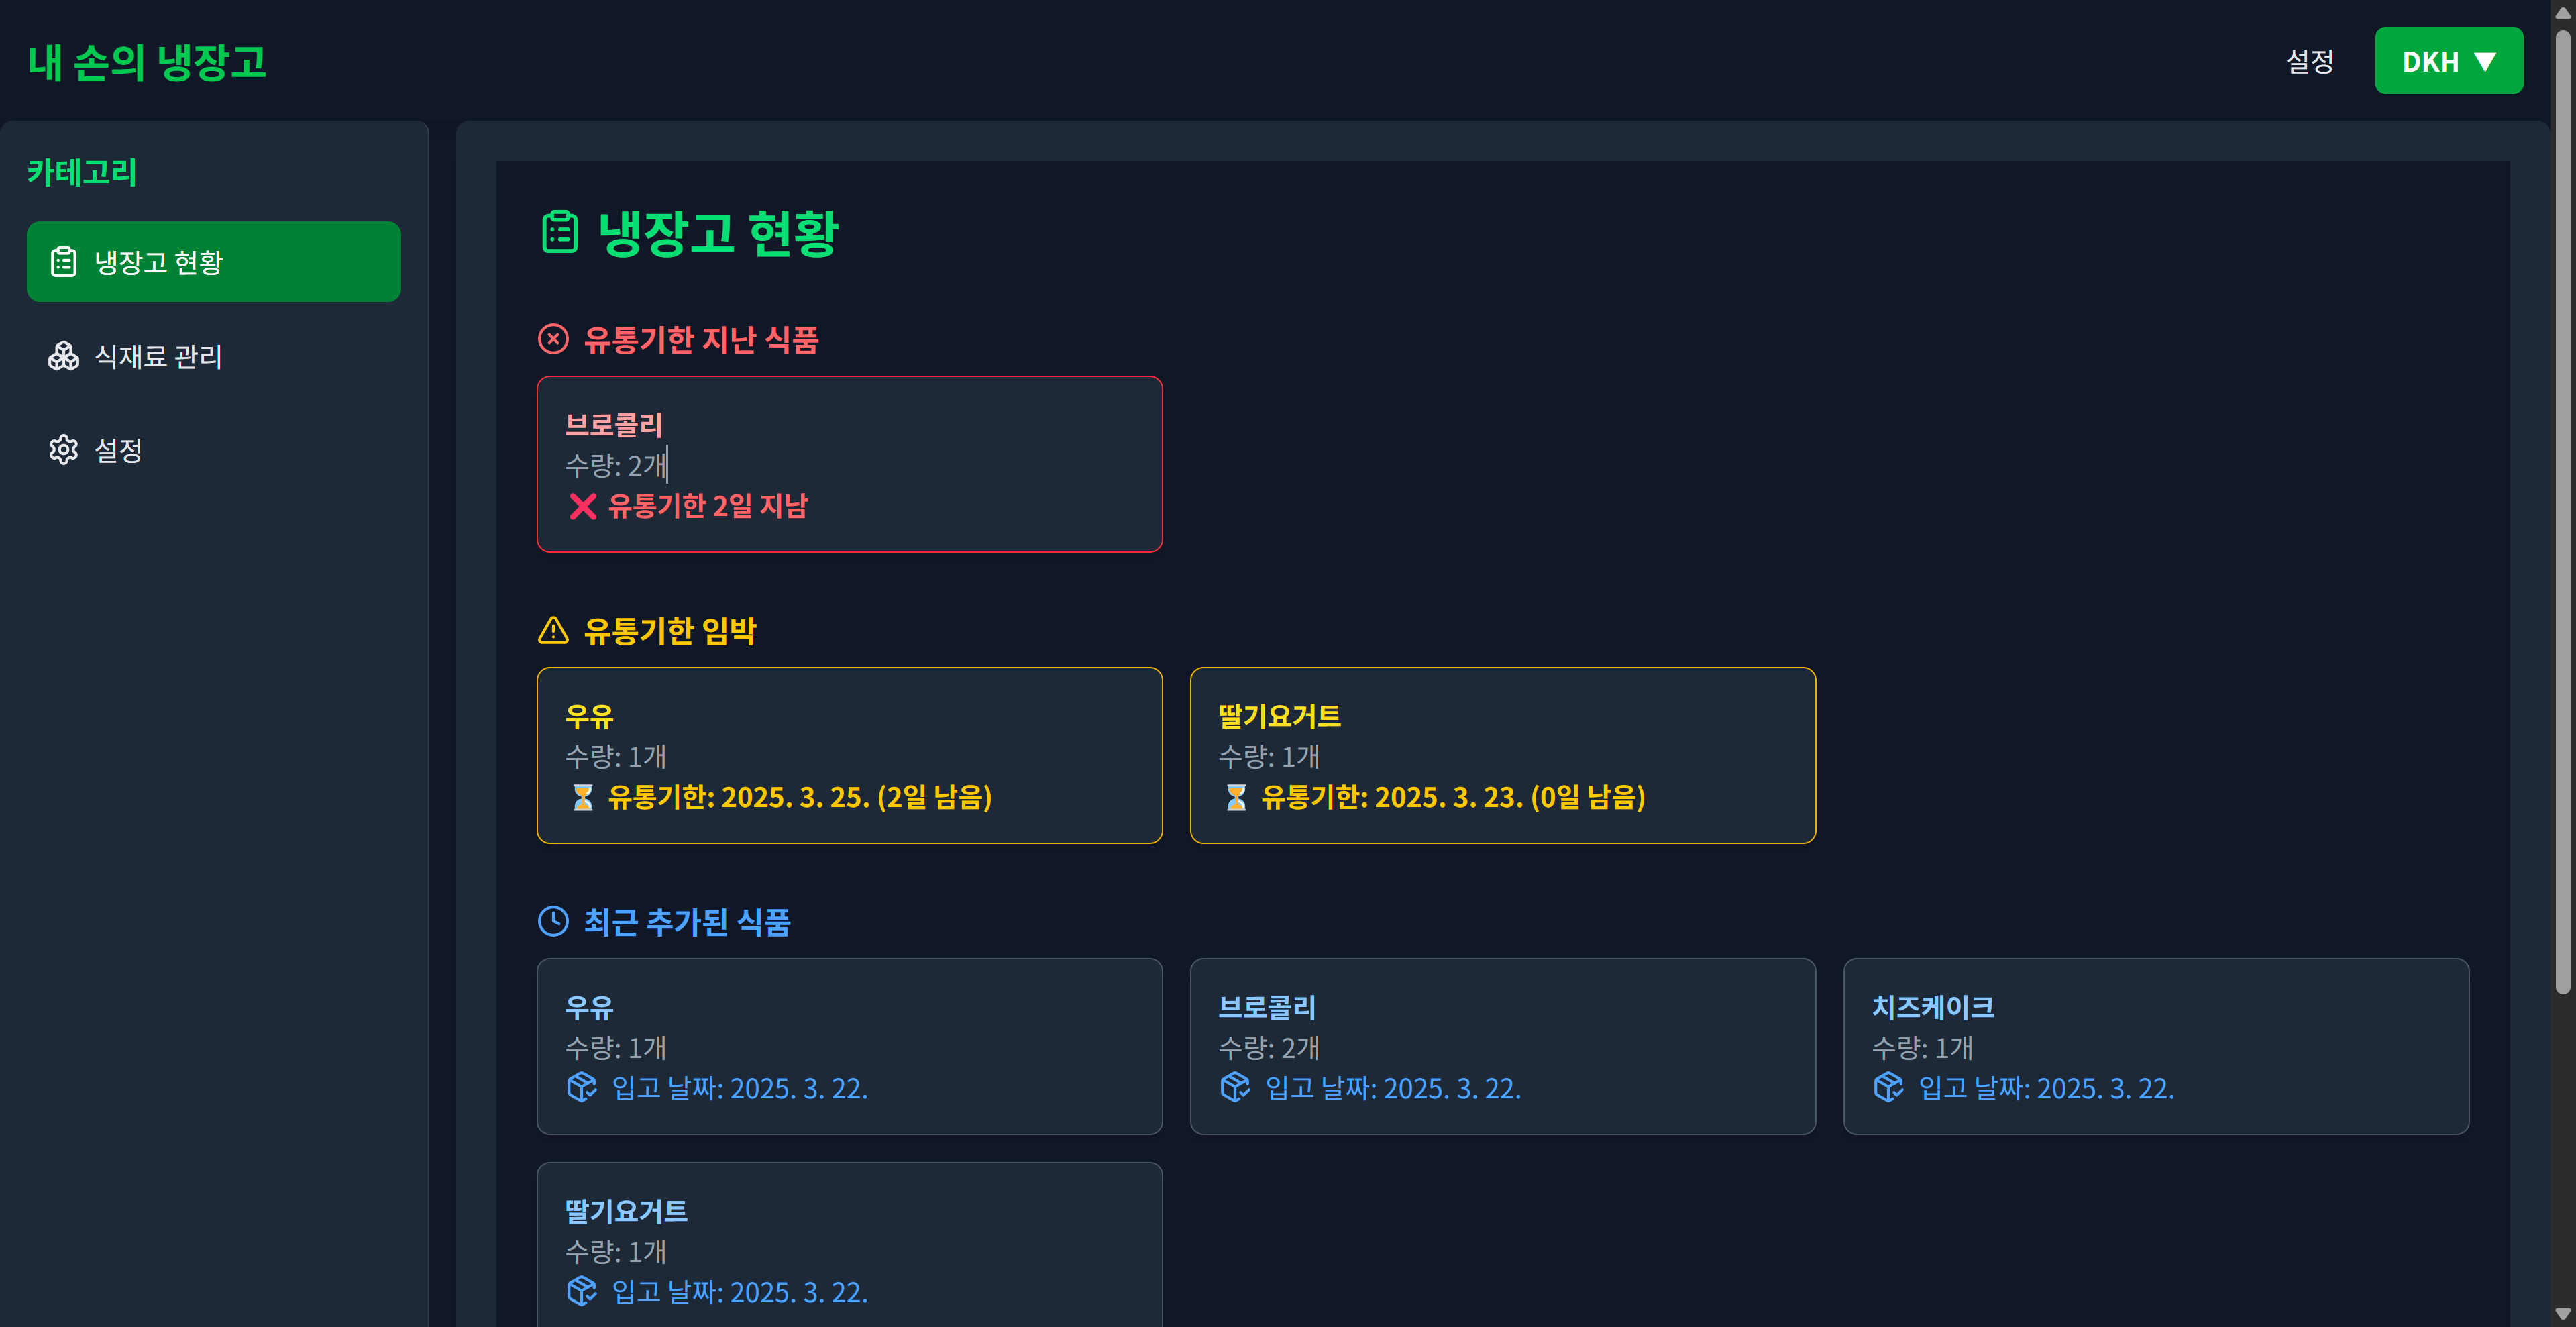 내 손의 냉장고
설정
DKH ▼
카테고리
냉장고 현황
식재료 관리
설정
냉장고 현황
유통기한 지난 식품
브로콜리
수량: 2개
❌ 유통기한 2일 지남
유통기한 임박
우유
수량: 1개
⏳ 유통기한: 2025. 3. 25. (2일 남음)
딸기요거트
수량: 1개
⏳ 유통기한: 2025. 3. 23. (0일 남음)
최근 추가된 식품
우유
수량: 1개
입고 날짜: 2025. 3. 22.
브로콜리
수량: 2개
입고 날짜: 2025. 3. 22.
치즈케이크
수량: 1개
입고 날짜: 2025. 3. 22.
딸기요거트
수량: 1개
입고 날짜: 2025. 3. 22.